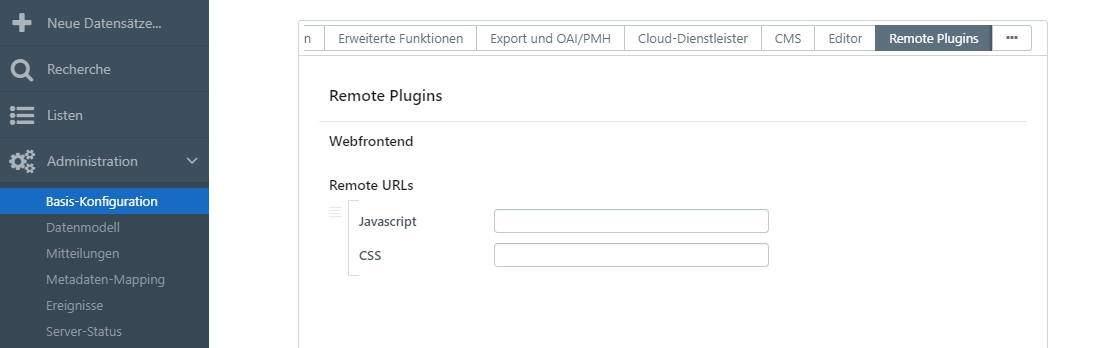 Neue Datensätze...
Recherche
Listen
Administration
Basis-Konfiguration
Datenmodell
Mitteilungen
Metadaten-Mapping
Ereignisse
Server-Status
n Erweiterte Funktionen Export und OAI/PMH Cloud-Dienstleister CMS Editor Remote Plugins ...
Remote Plugins
Webfrontend
Remote URLs
Javascript
CSS